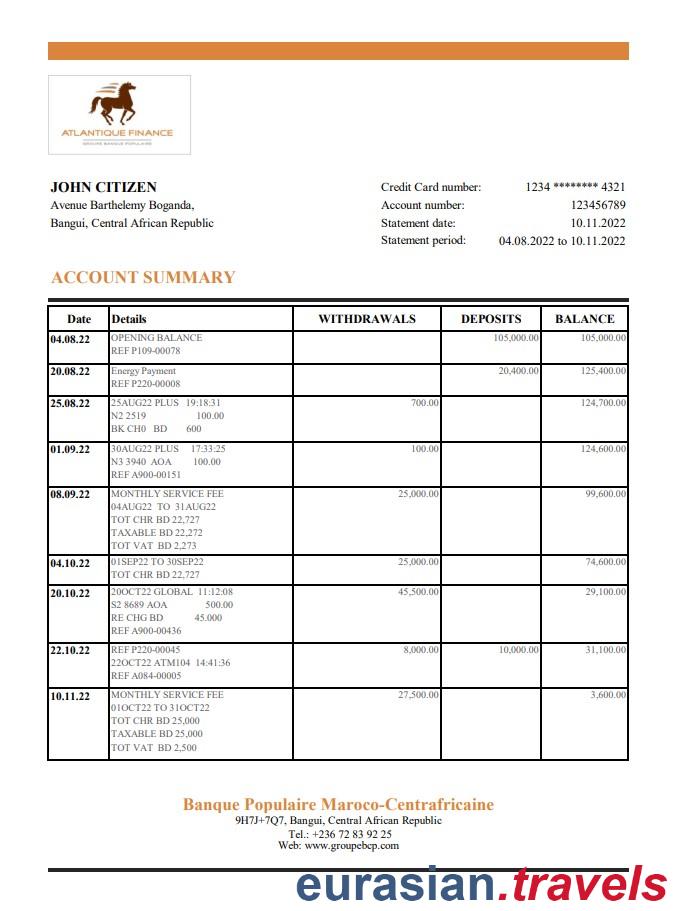 ATLANTIQUE FINANCE
GROUPE BANQUE POPULAIRE
JOHN CITIZEN
Avenue Barthelemy Boganda,
Bangui, Central African Republic
Credit Card number: 1234 ******** 4321
Account number: 123456789
Statement date: 10.11.2022
Statement period: 04.08.2022 to 10.11.2022
ACCOUNT SUMMARY
Date Details WITHDRAWALS DEPOSITS BALANCE
04.08.22 OPENING BALANCE 105,000.00 105,000.00
REF P109-00078
20.08.22 Energy Payment 20,400.00 125,400.00
REF P220-00008
25.08.22 25AUG22 PLUS 19:18:31 700.00 124,700.00
N2 2519 100.00
BK CH0 BD 600
01.09.22 30AUG22 PLUS 17:33:25 100.00 124,600.00
N3 3940 AOA 100.00
REF A900-00151
08.09.22 MONTHLY SERVICE FEE 25,000.00 99,600.00
04AUG22 TO 31AUG22
TOT CHR BD 22,727
TAXABLE BD 22,272
TOT VAT BD 2,273
04.10.22 01SEP22 TO 30SEP22 25,000.00 74,600.00
TOT CHR BD 22,727
20.10.22 20OCT22 GLOBAL 11:12:08 45,500.00 29,100.00
S2 8689 AOA 500.00
RE CHG BD 45.000
REF A900-00436
22.10.22 REF P220-00045 8,000.00 10,000.00 31,100.00
22OCT22 ATM104 14:41:36
REF A084-00005
10.11.22 MONTHLY SERVICE FEE 27,500.00 3,600.00
01OCT22 TO 31OCT22
TOT CHR BD 25,000
TAXABLE BD 25,000
TOT VAT BD 2,500
Banque Populaire Maroco-Centrafricaine
9H7J+7Q7, Bangui, Central African Republic
Tel.: +236 72 83 92 25
Web: www.groupebcp.com
eurasian.travels